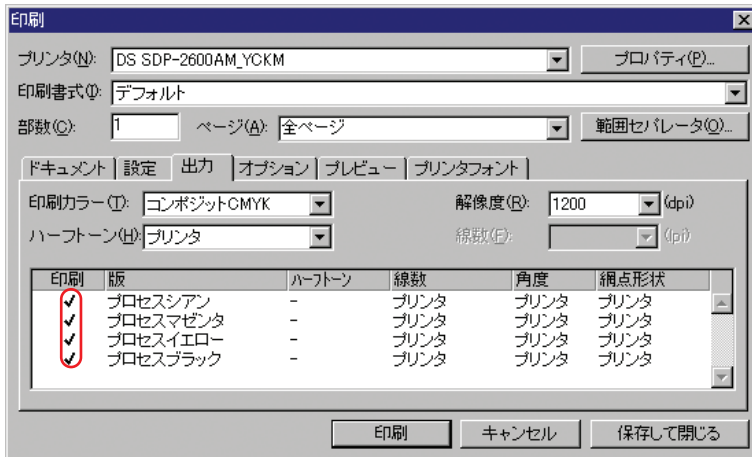 印刷
プリンタ(N): DS SDP-2600AM_YCKM プロパティ(P)...
印刷書式(I): デフォルト
部数(C): 1 ページ(A): 全ページ 範囲セパレータ(O)...
ドキュメント 設定 出力 オプション プレビュー プリンタフォント
印刷カラー(T): コンポジットCMYK 解像度(R): 1200 (dpi)
ハーフトーン(H): プリンタ 線数(F): (lpi)
印刷 版 ハーフトーン 線数 角度 網点形状
✓ プロセスシアン - プリンタ プリンタ プリンタ
✓ プロセスマゼンタ - プリンタ プリンタ プリンタ
✓ プロセスイエロー - プリンタ プリンタ プリンタ
✓ プロセスブラック - プリンタ プリンタ プリンタ
印刷 キャンセル 保存して閉じる